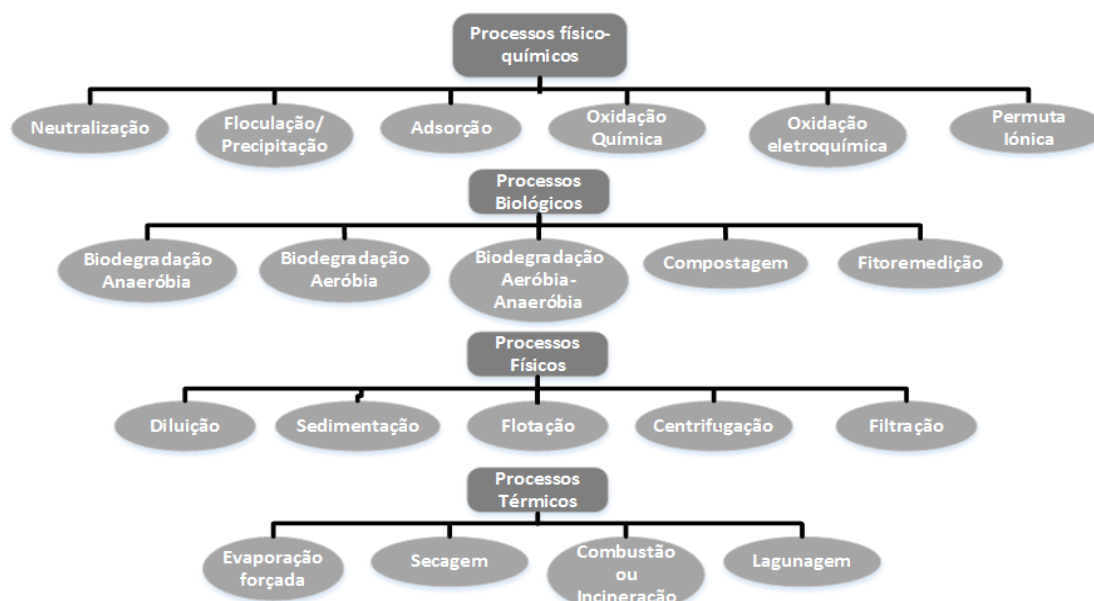 Processos físico-
químicos
Neutralização
Floculação/
Precipitação
Adsorção
Oxidação
Química
Oxidação
eletroquímica
Permuta
Iónica
Processos
Biológicos
Biodegradação
Anaeróbia
Biodegradação
Aeróbia
Biodegradação
Aeróbia-
Anaeróbia
Compostagem
Fitoremedição
Processos
Físicos
Diluição
Sedimentação
Flotação
Centrifugação
Filtração
Processos
Térmicos
Evaporação
forçada
Secagem
Combustão
ou
Incineração
Lagunagem